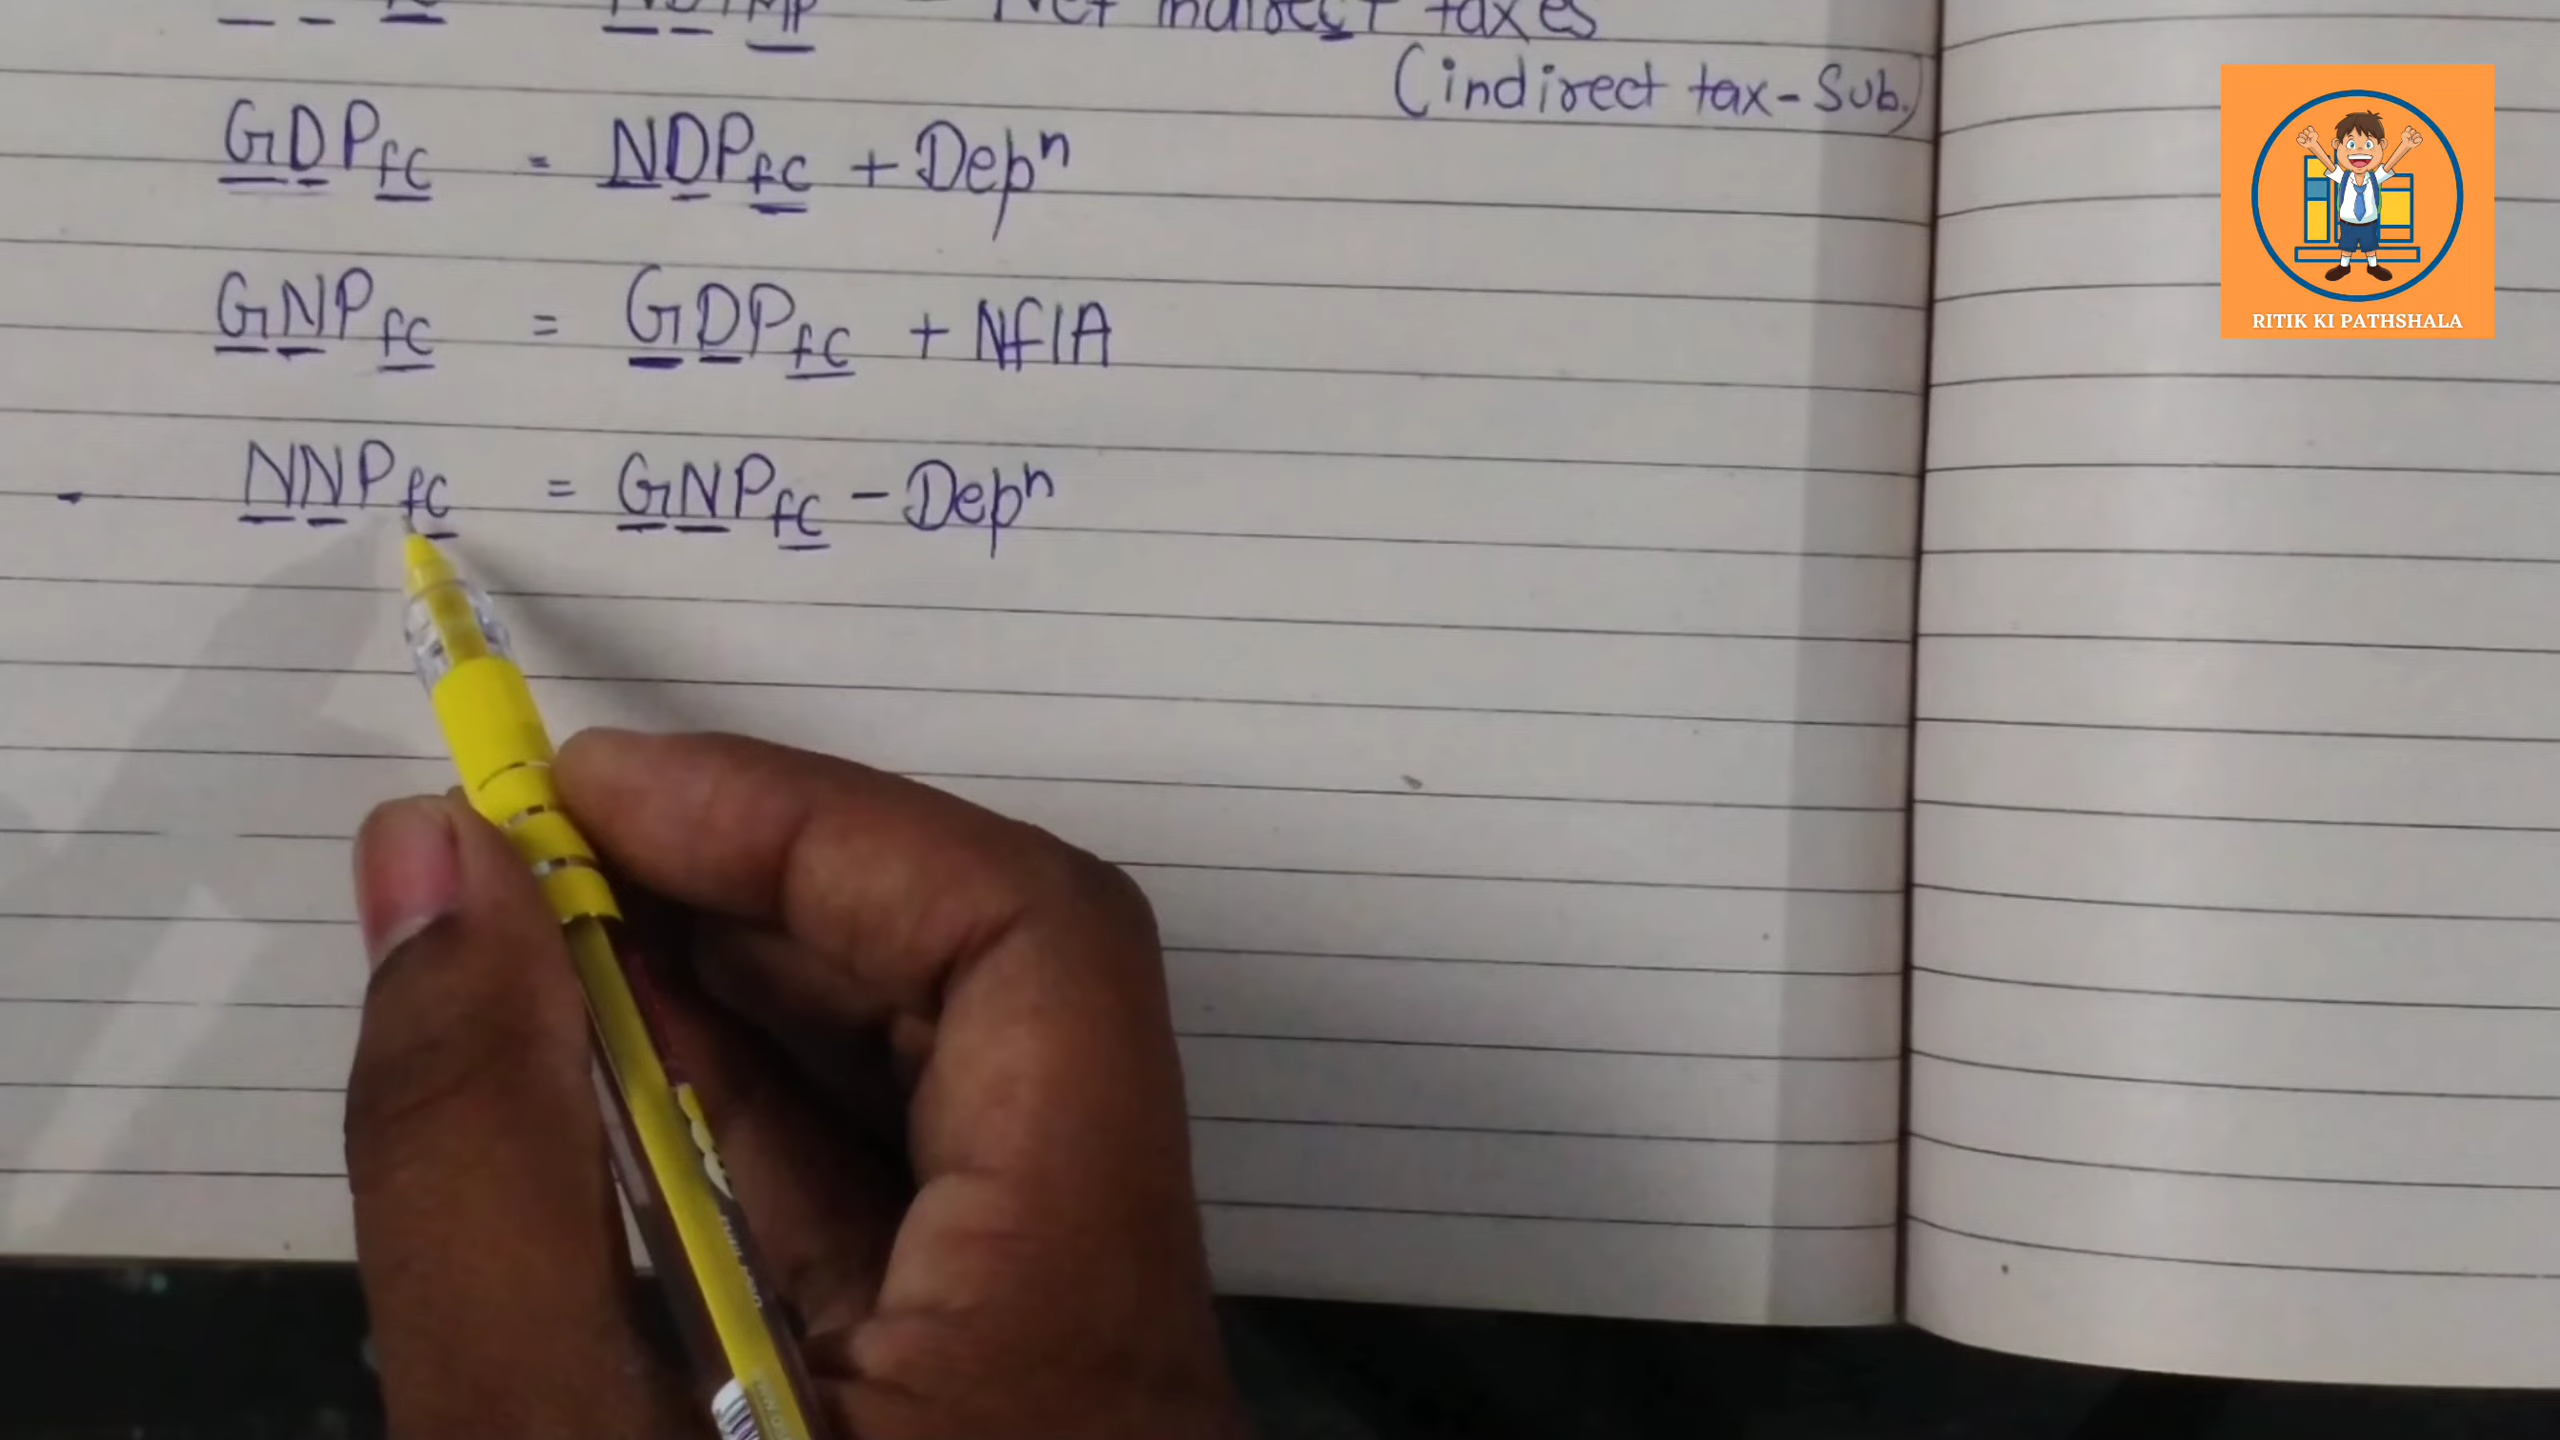 Net indirect taxes
(indirect tax - Sub.)
GDPfc = NDPfc + Depⁿ
GNPfc = GDPfc + NFIA
- NNPfc = GNPfc - Depⁿ
RITIK KI PATHSHALA